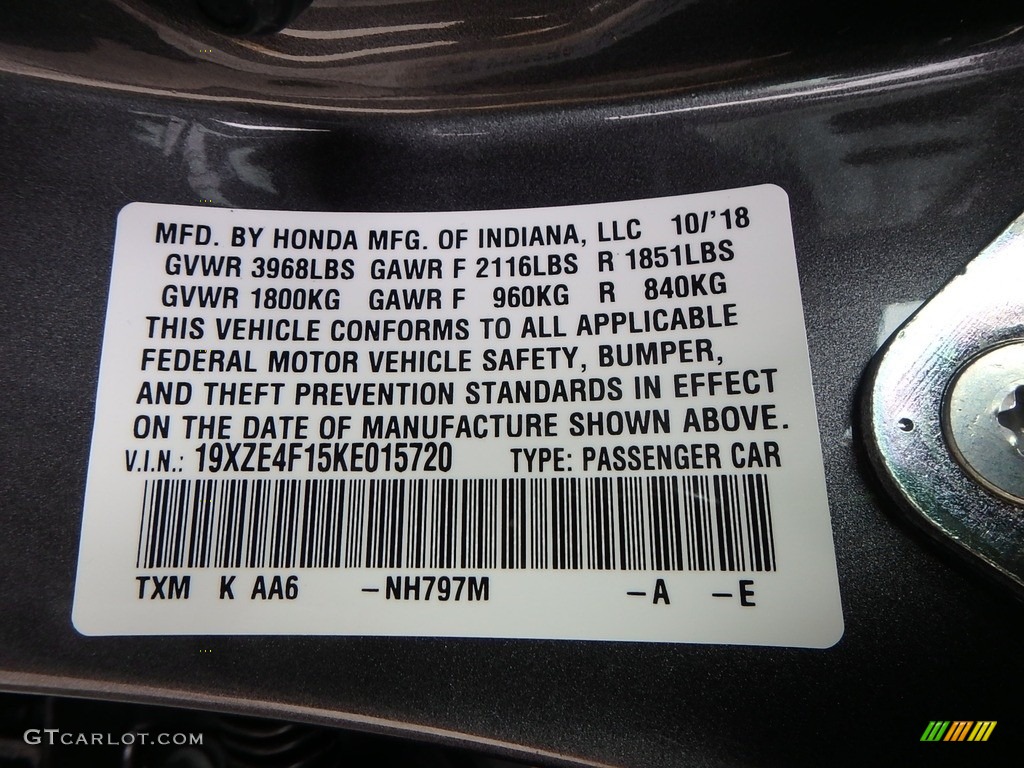 MFD. BY HONDA MFG. OF INDIANA, LLC 10/'18
GVWR 3968LBS GAWR F 2116LBS R 1851LBS
GVWR 1800KG GAWR F 960KG R 840KG
THIS VEHICLE CONFORMS TO ALL APPLICABLE
FEDERAL MOTOR VEHICLE SAFETY, BUMPER,
AND THEFT PREVENTION STANDARDS IN EFFECT
ON THE DATE OF MANUFACTURE SHOWN ABOVE.
V.I.N.: 19XZE4F15KE015720 TYPE: PASSENGER CAR
TXM K AA6 –NH797M –A –E
GTCARLOT.COM